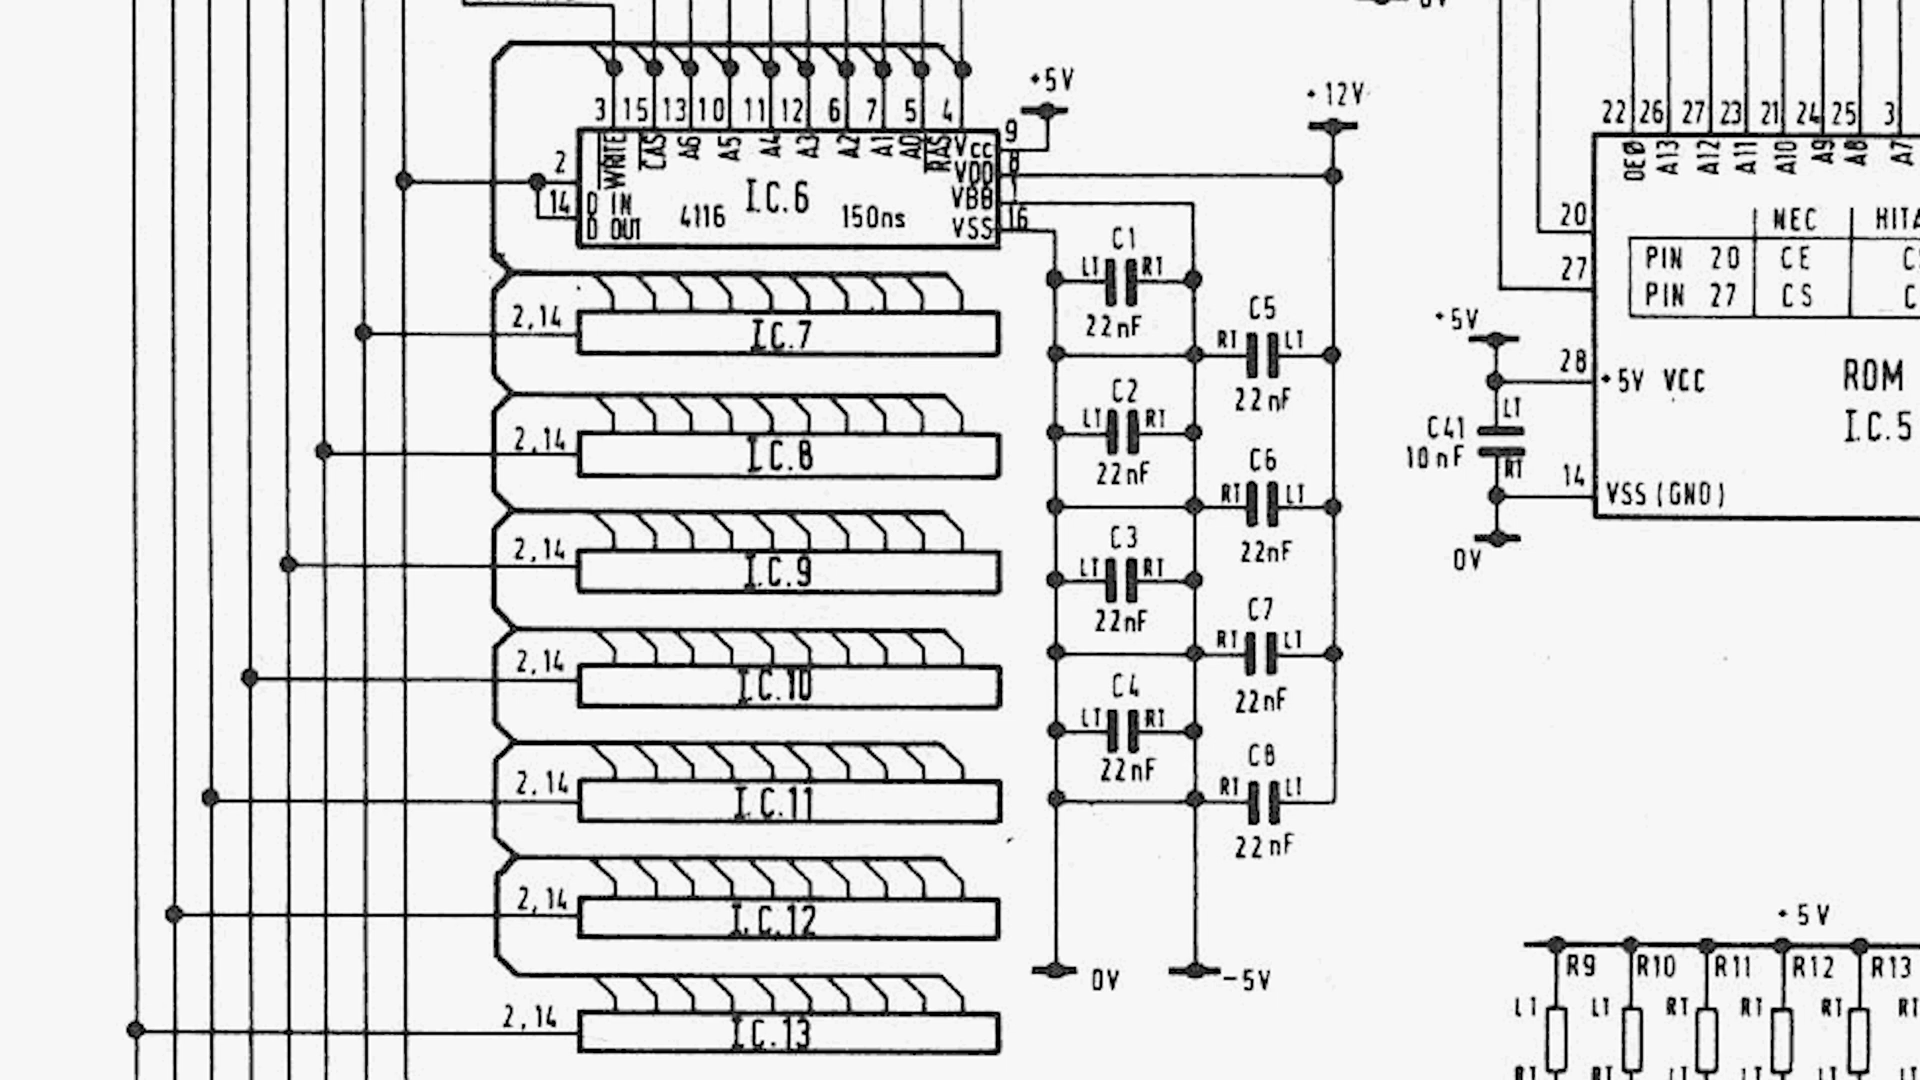 0V
+5V
+12V
3 15 13 10 11 12 6 7 5 4
WRITE CAS A6 A5 A4 A3 A2 A1 A0 RAS
VCC 9
VDD 8
VBB 1
VSS 16
2
14
D IN
D OUT
I.C.6
4116 150ns
2,14 I.C.7
2,14 I.C.8
2,14 I.C.9
2,14 I.C.10
2,14 I.C.11
2,14 I.C.12
2,14 I.C.13
C1
LT RT
22nF
C5
RT LT
22nF
C2
LT RT
22nF
C6
RT LT
22nF
C3
LT RT
22nF
C7
RT LT
22nF
C4
LT RT
22nF
C8
RT LT
22nF
0V -5V
22 26 27 23 21 24 25 3
OE0 A13 A12 A11 A10 A9 A8 A7
20
27
NEC
PIN 20 CE
PIN 27 CS
+5V
28 +5V VCC
ROM
I.C.5
C41
10nF
LT
RT
14 VSS (GND)
0V
+5V
R9 R10 R11 R12 R13
LT LT RT RT RT